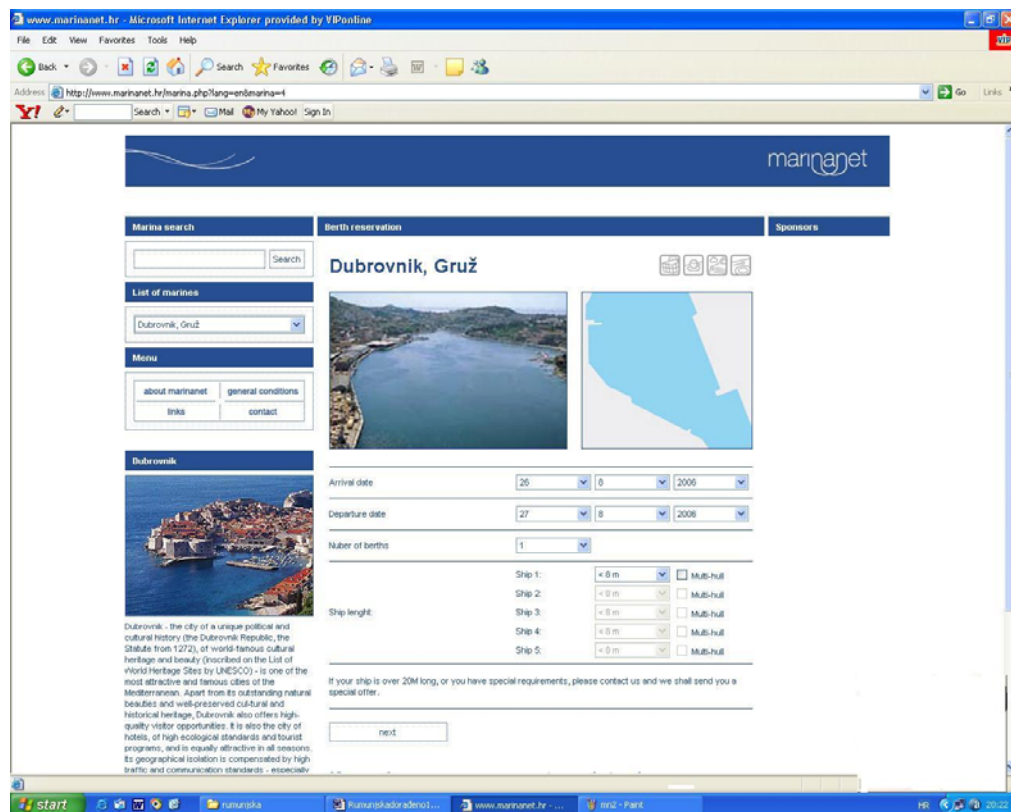 www.marinanet.hr - Microsoft Internet Explorer provided by VIPonline
File Edit View Favorites Tools Help
Back Search Favorites
Address http://www.marinanet.hr/marina.php?lang=en&marina=4 Go Links
Y! Search Mail My Yahoo! Sign In
marinanet
Marina search
Search
List of marines
Dubrovnik, Gruž
Menu
about marinanet general conditions
links contact
Dubrovnik
Dubrovnik - the city of a unique political and
cultural history (the Dubrovnik Republic, the
Statute from 1272), of world-famous cultural
heritage and beauty (inscribed on the List of
World Heritage Sites by UNESCO) - is one of the
most attractive and famous cities of the
Mediterranean. Apart from its outstanding natural
beauties and well-preserved cul-tural and
historical heritage, Dubrovnik also offers high-
quality visitor opportunities. It is also the city of
hotels, of high ecological standards and tourist
programs, and is equally attractive in all seasons.
Its geographical isolation is compensated by high
traffic and communication standards - especially
Berth reservation
Dubrovnik, Gruž
Arrival date 26 8 2006
Departure date 27 8 2006
Nuber of berths 1
Ship lenght:
Ship 1: < 8 m Multi-hull
Ship 2: < 8 m Multi-hull
Ship 3: < 8 m Multi-hull
Ship 4: < 8 m Multi-hull
Ship 5: < 8 m Multi-hull
If your ship is over 20M long, or you have special requirements, please contact us and we shall send you a
special offer.
next
Sponsors
start rumunjska Rumunjskadoradeno1... www.marinanet.hr - ... mn2 - Paint HR 20:22